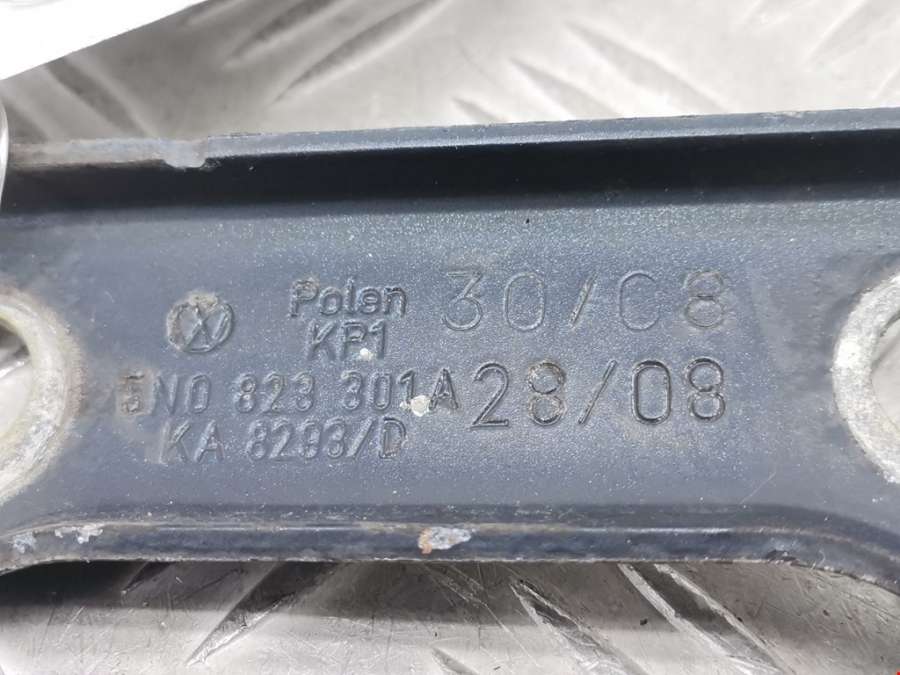 Polen 30/08
KP1
5N0 823 301A 28/08
KA 8293/D